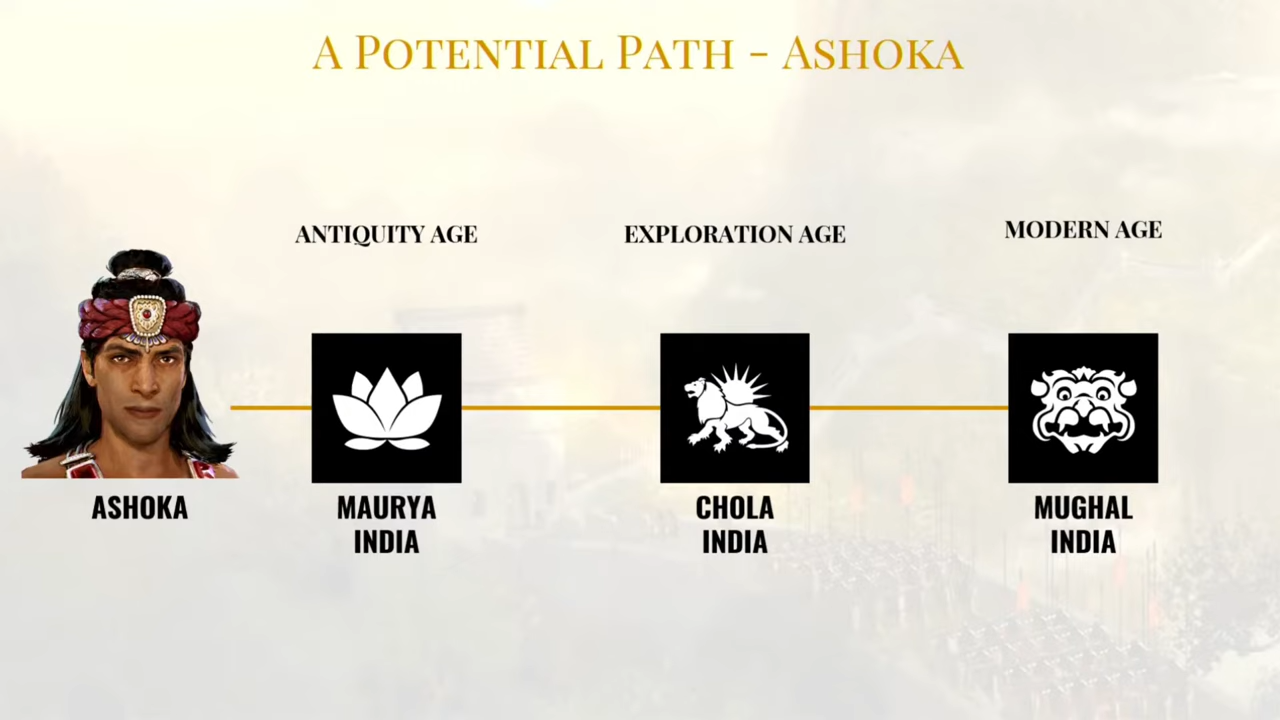 A POTENTIAL PATH - ASHOKA
ANTIQUITY AGE
EXPLORATION AGE
MODERN AGE
ASHOKA
MAURYA
INDIA
CHOLA
INDIA
MUGHAL
INDIA